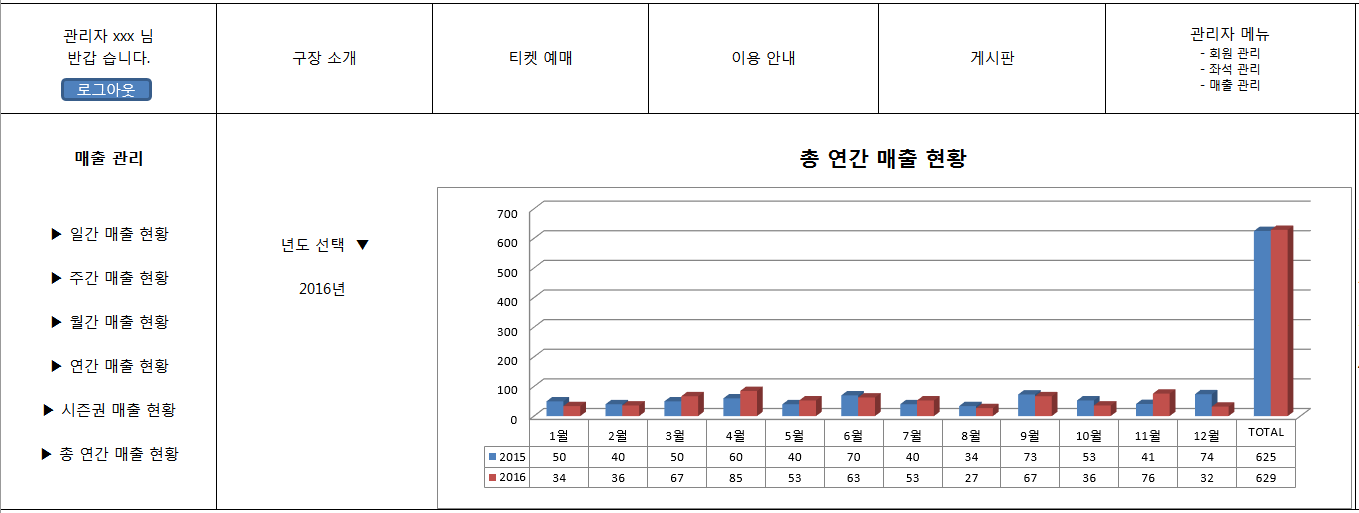 관리자 xxx 님
반갑 습니다.
로그아웃
구장 소개
티켓 예매
이용 안내
게시판
관리자 메뉴
- 회원 관리
- 좌석 관리
- 매출 관리
매출 관리
▶ 일간 매출 현황
▶ 주간 매출 현황
▶ 월간 매출 현황
▶ 연간 매출 현황
▶ 시즌권 매출 현황
▶ 총 연간 매출 현황
년도 선택 ▼
2016년
총 연간 매출 현황
700
600
500
400
300
200
100
0
1월 2월 3월 4월 5월 6월 7월 8월 9월 10월 11월 12월 TOTAL
2015 50 40 50 60 40 70 40 34 73 53 41 74 625
2016 34 36 67 85 53 63 53 27 67 36 76 32 629